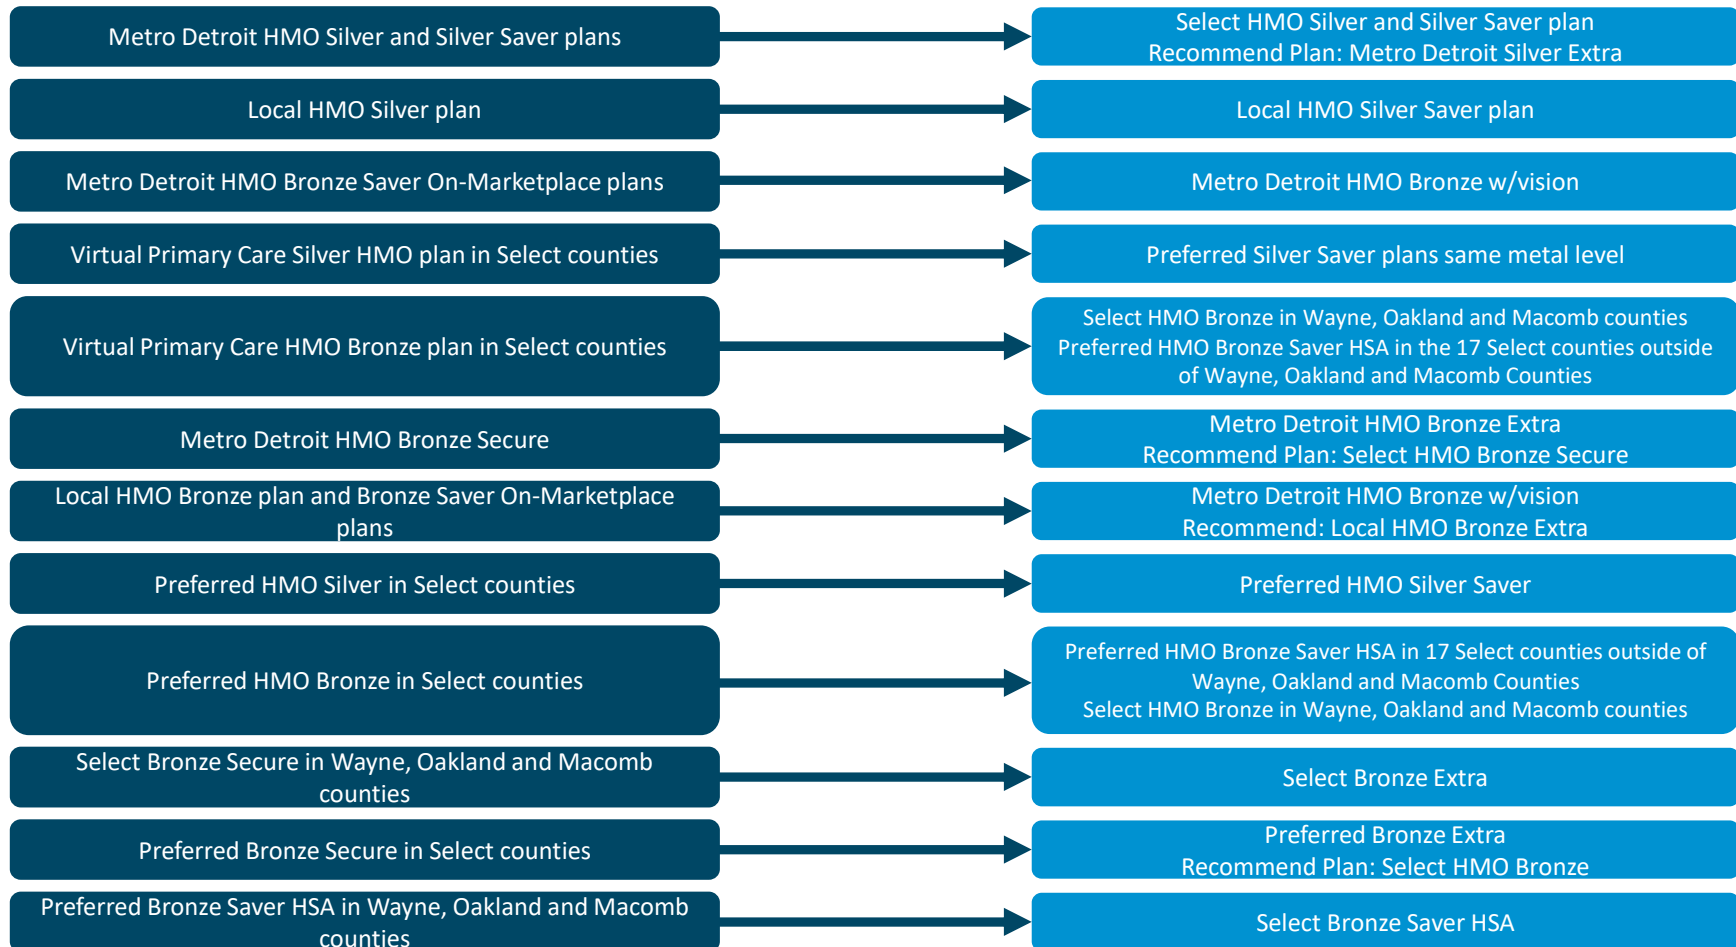 Metro Detroit HMO Silver and Silver Saver plans
Select HMO Silver and Silver Saver plan
Recommend Plan: Metro Detroit Silver Extra
Local HMO Silver plan
Local HMO Silver Saver plan
Metro Detroit HMO Bronze Saver On-Marketplace plans
Metro Detroit HMO Bronze w/vision
Virtual Primary Care Silver HMO plan in Select counties
Preferred Silver Saver plans same metal level
Virtual Primary Care HMO Bronze plan in Select counties
Select HMO Bronze in Wayne, Oakland and Macomb counties
Preferred HMO Bronze Saver HSA in the 17 Select counties outside
of Wayne, Oakland and Macomb Counties
Metro Detroit HMO Bronze Secure
Metro Detroit HMO Bronze Extra
Recommend Plan: Select HMO Bronze Secure
Local HMO Bronze plan and Bronze Saver On-Marketplace
plans
Metro Detroit HMO Bronze w/vision
Recommend: Local HMO Bronze Extra
Preferred HMO Silver in Select counties
Preferred HMO Silver Saver
Preferred HMO Bronze in Select counties
Preferred HMO Bronze Saver HSA in 17 Select counties outside of
Wayne, Oakland and Macomb Counties
Select HMO Bronze in Wayne, Oakland and Macomb counties
Select Bronze Secure in Wayne, Oakland and Macomb
counties
Select Bronze Extra
Preferred Bronze Secure in Select counties
Preferred Bronze Extra
Recommend Plan: Select HMO Bronze
Preferred Bronze Saver HSA in Wayne, Oakland and Macomb
counties
Select Bronze Saver HSA